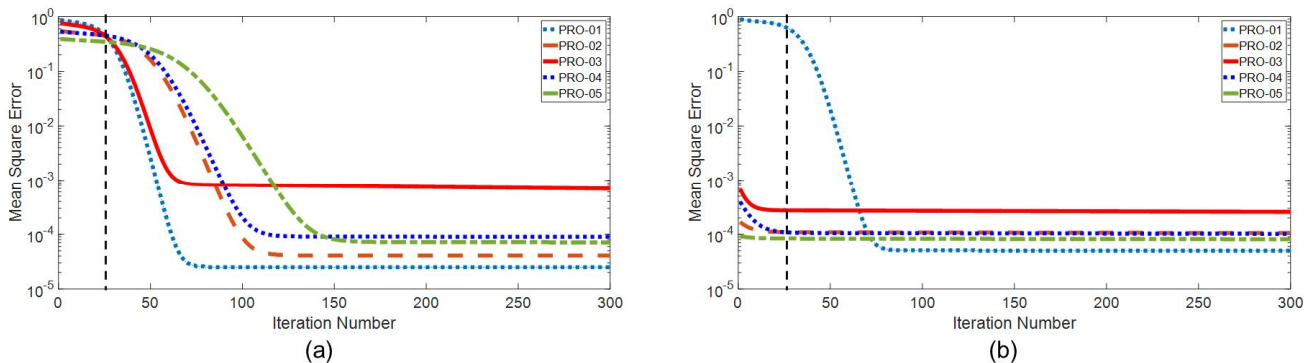 Mean Square Error
10^0
10^-1
10^-2
10^-3
10^-4
10^-5
0 50 100 150 200 250 300
Iteration Number
PRO-01
PRO-02
PRO-03
PRO-04
PRO-05
(a)
Mean Square Error
10^0
10^-1
10^-2
10^-3
10^-4
10^-5
0 50 100 150 200 250 300
Iteration Number
PRO-01
PRO-02
PRO-03
PRO-04
PRO-05
(b)